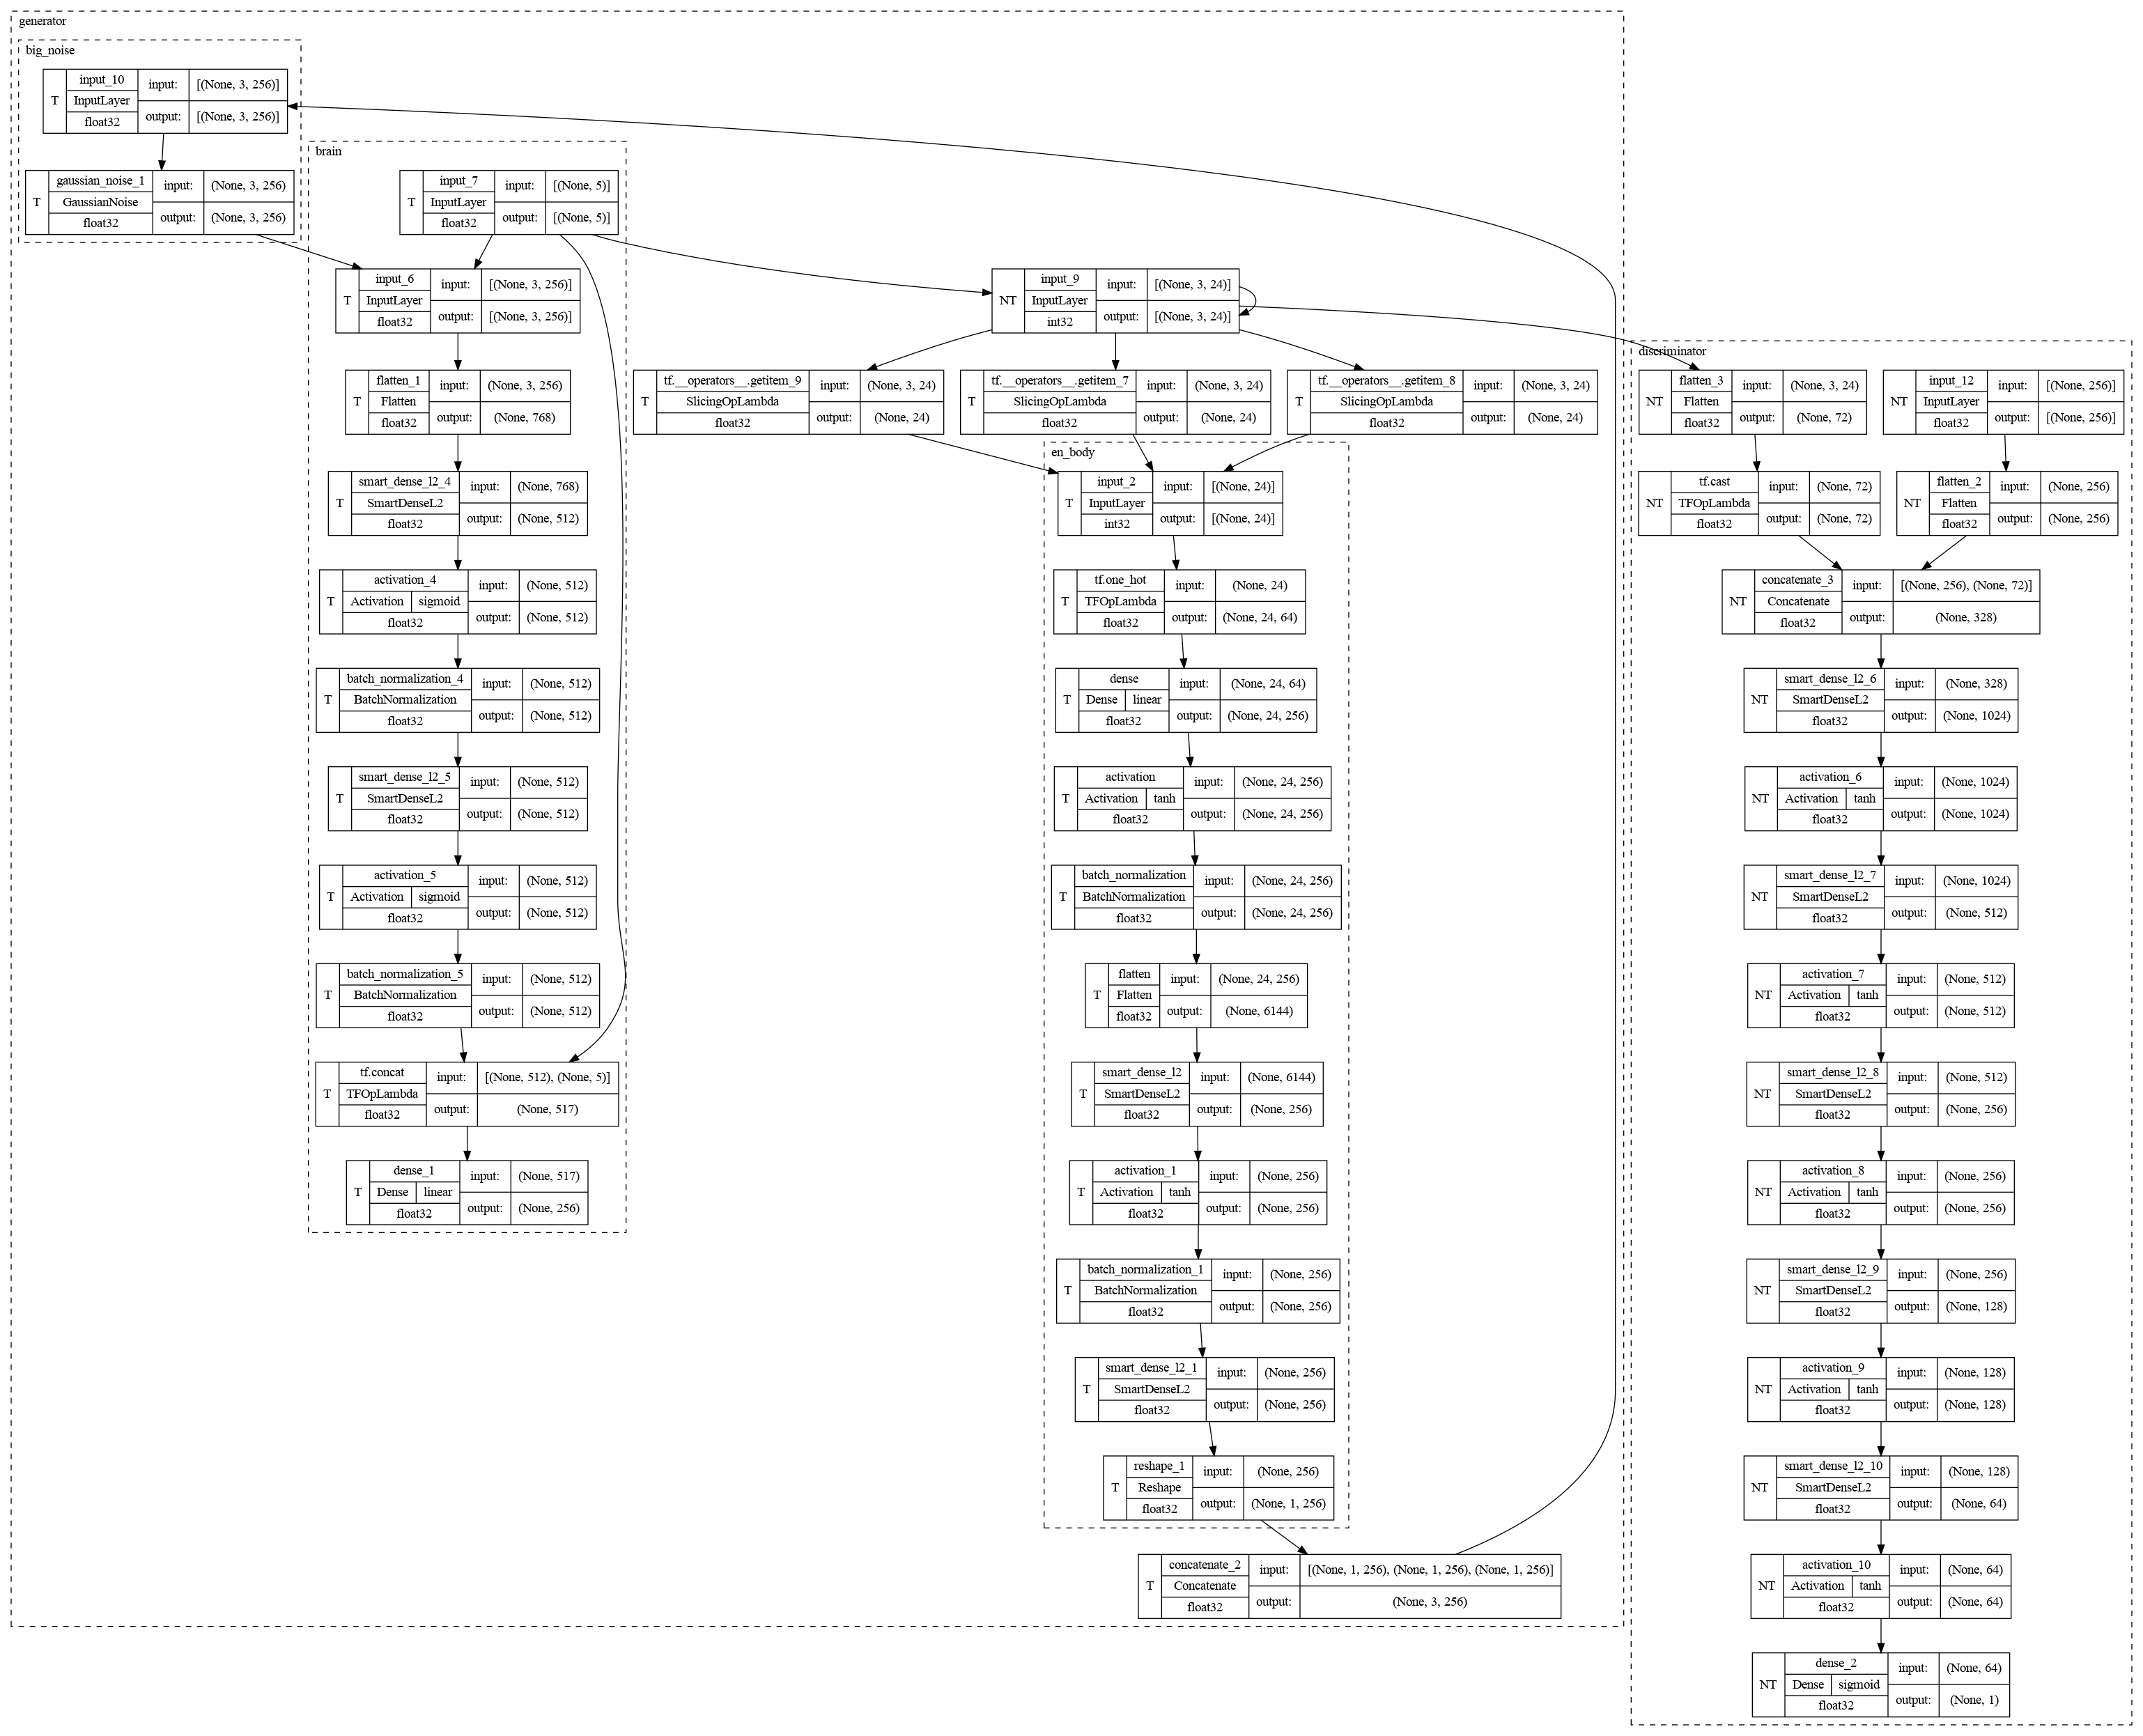 generator
big_noise
T
input_10
InputLayer
float32
input:
[(None, 3, 256)]
output:
[(None, 3, 256)]
T
gaussian_noise_1
GaussianNoise
float32
input:
(None, 3, 256)
output:
(None, 3, 256)
brain
T
input_7
InputLayer
float32
input:
[(None, 5)]
output:
[(None, 5)]
T
input_6
InputLayer
float32
input:
[(None, 3, 256)]
output:
[(None, 3, 256)]
T
flatten_1
Flatten
float32
input:
(None, 3, 256)
output:
(None, 768)
T
smart_dense_l2_4
SmartDenseL2
float32
input:
(None, 768)
output:
(None, 512)
T
activation_4
Activation
sigmoid
float32
input:
(None, 512)
output:
(None, 512)
T
batch_normalization_4
BatchNormalization
float32
input:
(None, 512)
output:
(None, 512)
T
smart_dense_l2_5
SmartDenseL2
float32
input:
(None, 512)
output:
(None, 512)
T
activation_5
Activation
sigmoid
float32
input:
(None, 512)
output:
(None, 512)
T
batch_normalization_5
BatchNormalization
float32
input:
(None, 512)
output:
(None, 512)
T
tf.concat
TFOpLambda
float32
input:
[(None, 512), (None, 5)]
output:
(None, 517)
T
dense_1
Dense
linear
float32
input:
(None, 517)
output:
(None, 256)
NT
input_9
InputLayer
int32
input:
[(None, 3, 24)]
output:
[(None, 3, 24)]
T
tf.__operators__.getitem_9
SlicingOpLambda
float32
input:
(None, 3, 24)
output:
(None, 24)
T
tf.__operators__.getitem_7
SlicingOpLambda
float32
input:
(None, 3, 24)
output:
(None, 24)
T
tf.__operators__.getitem_8
SlicingOpLambda
float32
input:
(None, 3, 24)
output:
(None, 24)
en_body
T
input_2
InputLayer
int32
input:
[(None, 24)]
output:
[(None, 24)]
T
tf.one_hot
TFOpLambda
float32
input:
(None, 24)
output:
(None, 24, 64)
T
dense
Dense
linear
float32
input:
(None, 24, 64)
output:
(None, 24, 256)
T
activation
Activation
tanh
float32
input:
(None, 24, 256)
output:
(None, 24, 256)
T
batch_normalization
BatchNormalization
float32
input:
(None, 24, 256)
output:
(None, 24, 256)
T
flatten
Flatten
float32
input:
(None, 24, 256)
output:
(None, 6144)
T
smart_dense_l2
SmartDenseL2
float32
input:
(None, 6144)
output:
(None, 256)
T
activation_1
Activation
tanh
float32
input:
(None, 256)
output:
(None, 256)
T
batch_normalization_1
BatchNormalization
float32
input:
(None, 256)
output:
(None, 256)
T
smart_dense_l2_1
SmartDenseL2
float32
input:
(None, 256)
output:
(None, 256)
T
reshape_1
Reshape
float32
input:
(None, 256)
output:
(None, 1, 256)
T
concatenate_2
Concatenate
float32
input:
[(None, 1, 256), (None, 1, 256), (None, 1, 256)]
output:
(None, 3, 256)
discriminator
NT
flatten_3
Flatten
float32
input:
(None, 3, 24)
output:
(None, 72)
NT
input_12
InputLayer
float32
input:
[(None, 256)]
output:
[(None, 256)]
NT
tf.cast
TFOpLambda
float32
input:
(None, 72)
output:
(None, 72)
NT
flatten_2
Flatten
float32
input:
(None, 256)
output:
(None, 256)
NT
concatenate_3
Concatenate
float32
input:
[(None, 256), (None, 72)]
output:
(None, 328)
NT
smart_dense_l2_6
SmartDenseL2
float32
input:
(None, 328)
output:
(None, 1024)
NT
activation_6
Activation
tanh
float32
input:
(None, 1024)
output:
(None, 1024)
NT
smart_dense_l2_7
SmartDenseL2
float32
input:
(None, 1024)
output:
(None, 512)
NT
activation_7
Activation
tanh
float32
input:
(None, 512)
output:
(None, 512)
NT
smart_dense_l2_8
SmartDenseL2
float32
input:
(None, 512)
output:
(None, 256)
NT
activation_8
Activation
tanh
float32
input:
(None, 256)
output:
(None, 256)
NT
smart_dense_l2_9
SmartDenseL2
float32
input:
(None, 256)
output:
(None, 128)
NT
activation_9
Activation
tanh
float32
input:
(None, 128)
output:
(None, 128)
NT
smart_dense_l2_10
SmartDenseL2
float32
input:
(None, 128)
output:
(None, 64)
NT
activation_10
Activation
tanh
float32
input:
(None, 64)
output:
(None, 64)
NT
dense_2
Dense
sigmoid
float32
input:
(None, 64)
output:
(None, 1)